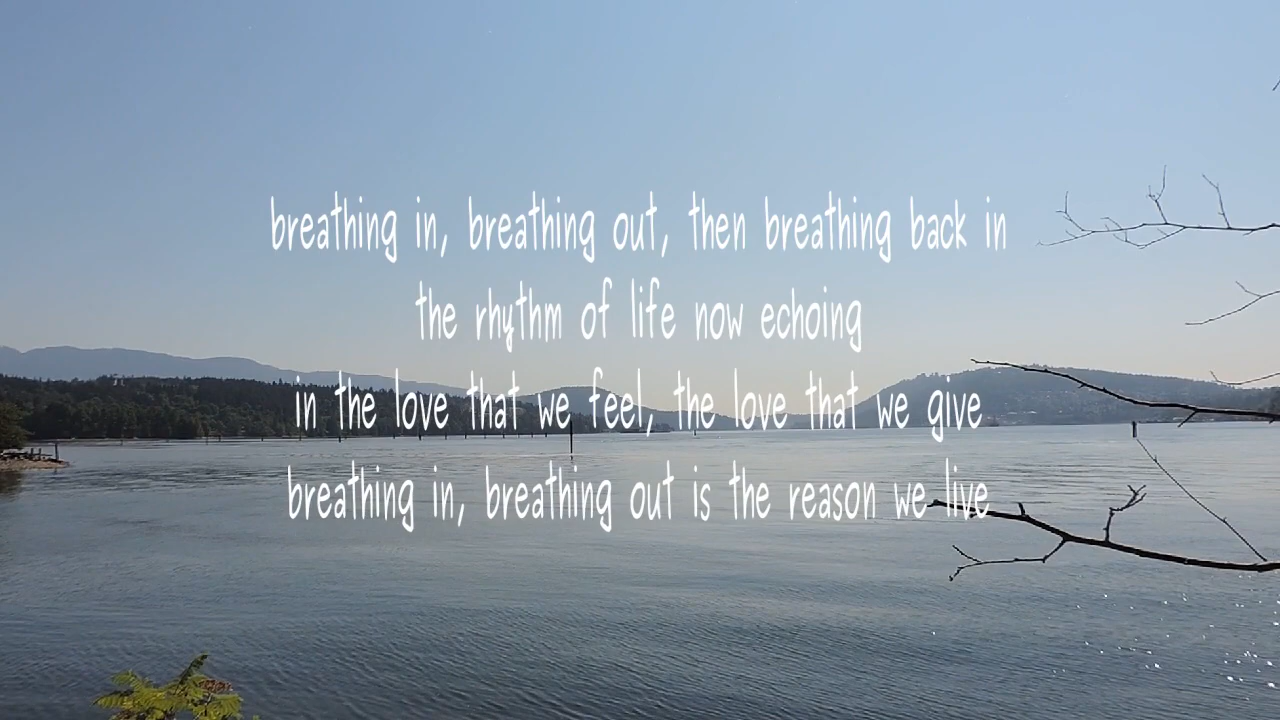 breathing in, breathing out, then breathing back in
the rhythm of life now echoing
in the love that we feel, the love that we give
breathing in, breathing out is the reason we live